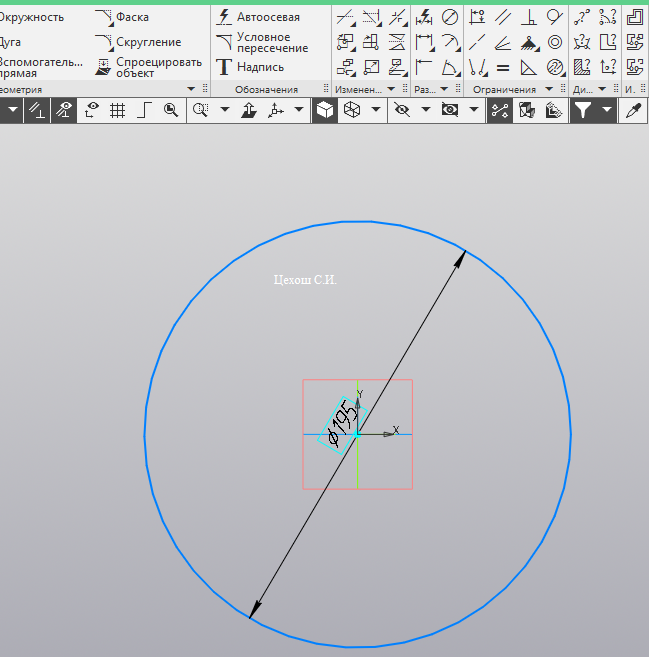 Окружность
Фаска
Автоосевая
Дуга
Скругление
Условное
пересечение
Вспомогатель...
прямая
Спроецировать
объект
Надпись
еометрия
Обозначения
Изменен...
Раз...
Ограничения
Ди...
И.
Цехош С.И.
Y
X
φ195